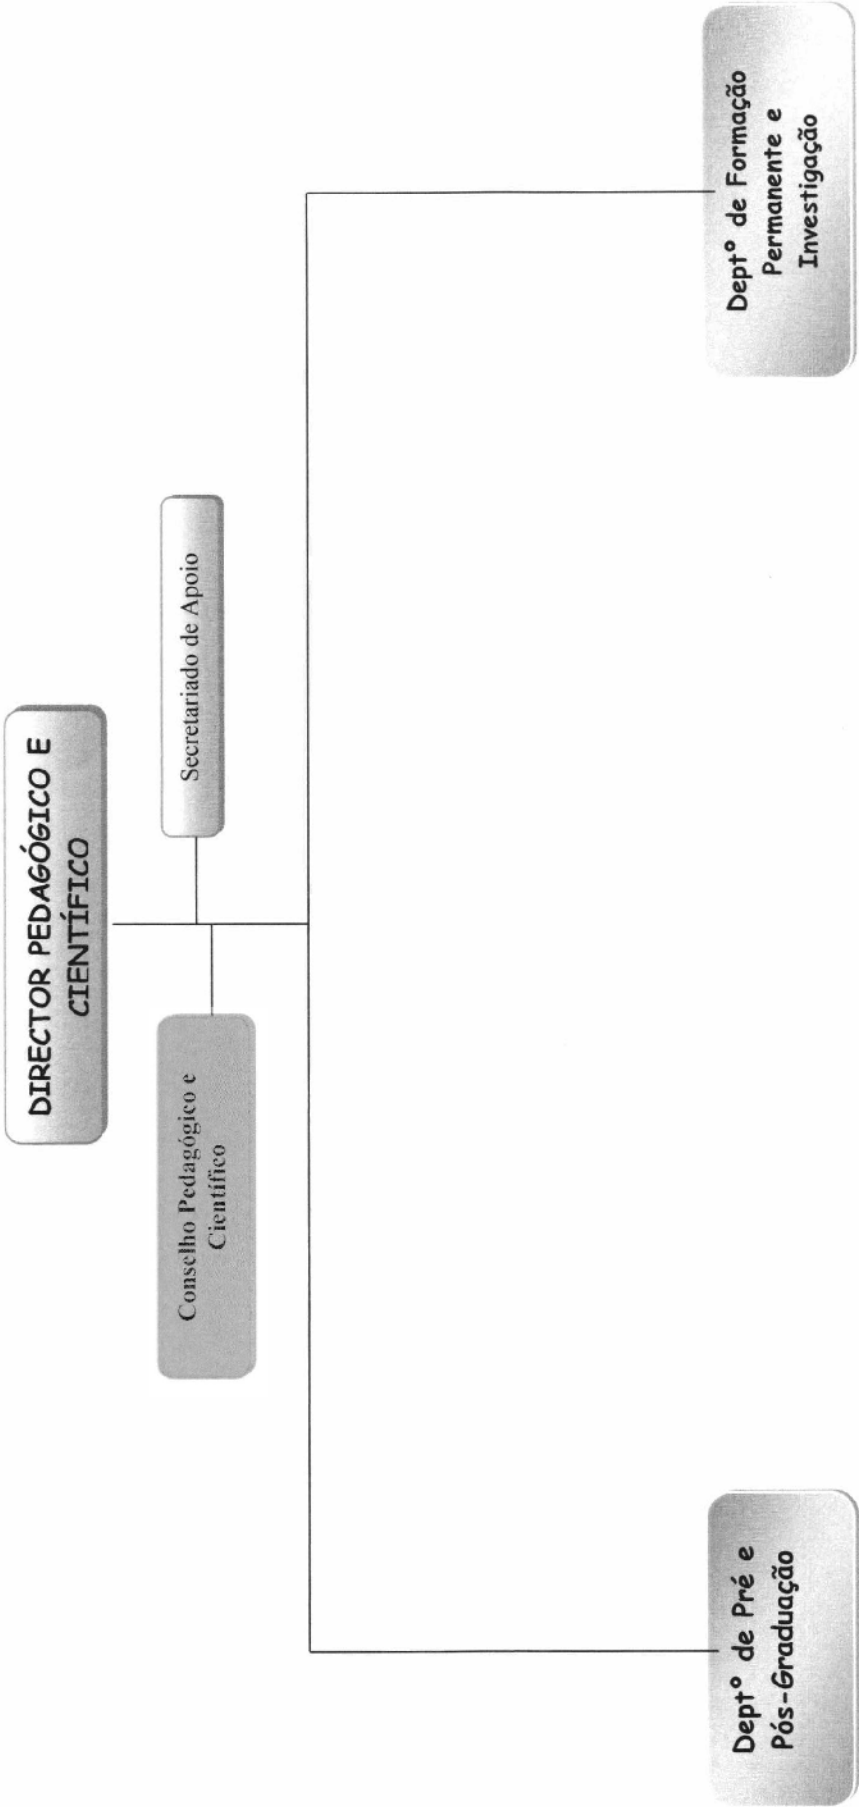 DIRECTOR PEDAGÓGICO E
CIENTÍFICO
Conselho Pedagógico e
Científico
Secretariado de Apoio
Deptº de Pré e
Pós-Graduação
Deptº de Formação
Permanente e
Investigação